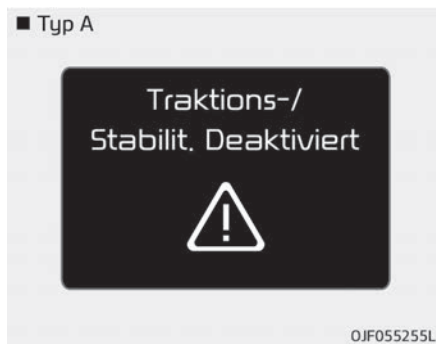 ■ Typ A
Traktions-/
Stabilit. Deaktiviert
OJF055255L